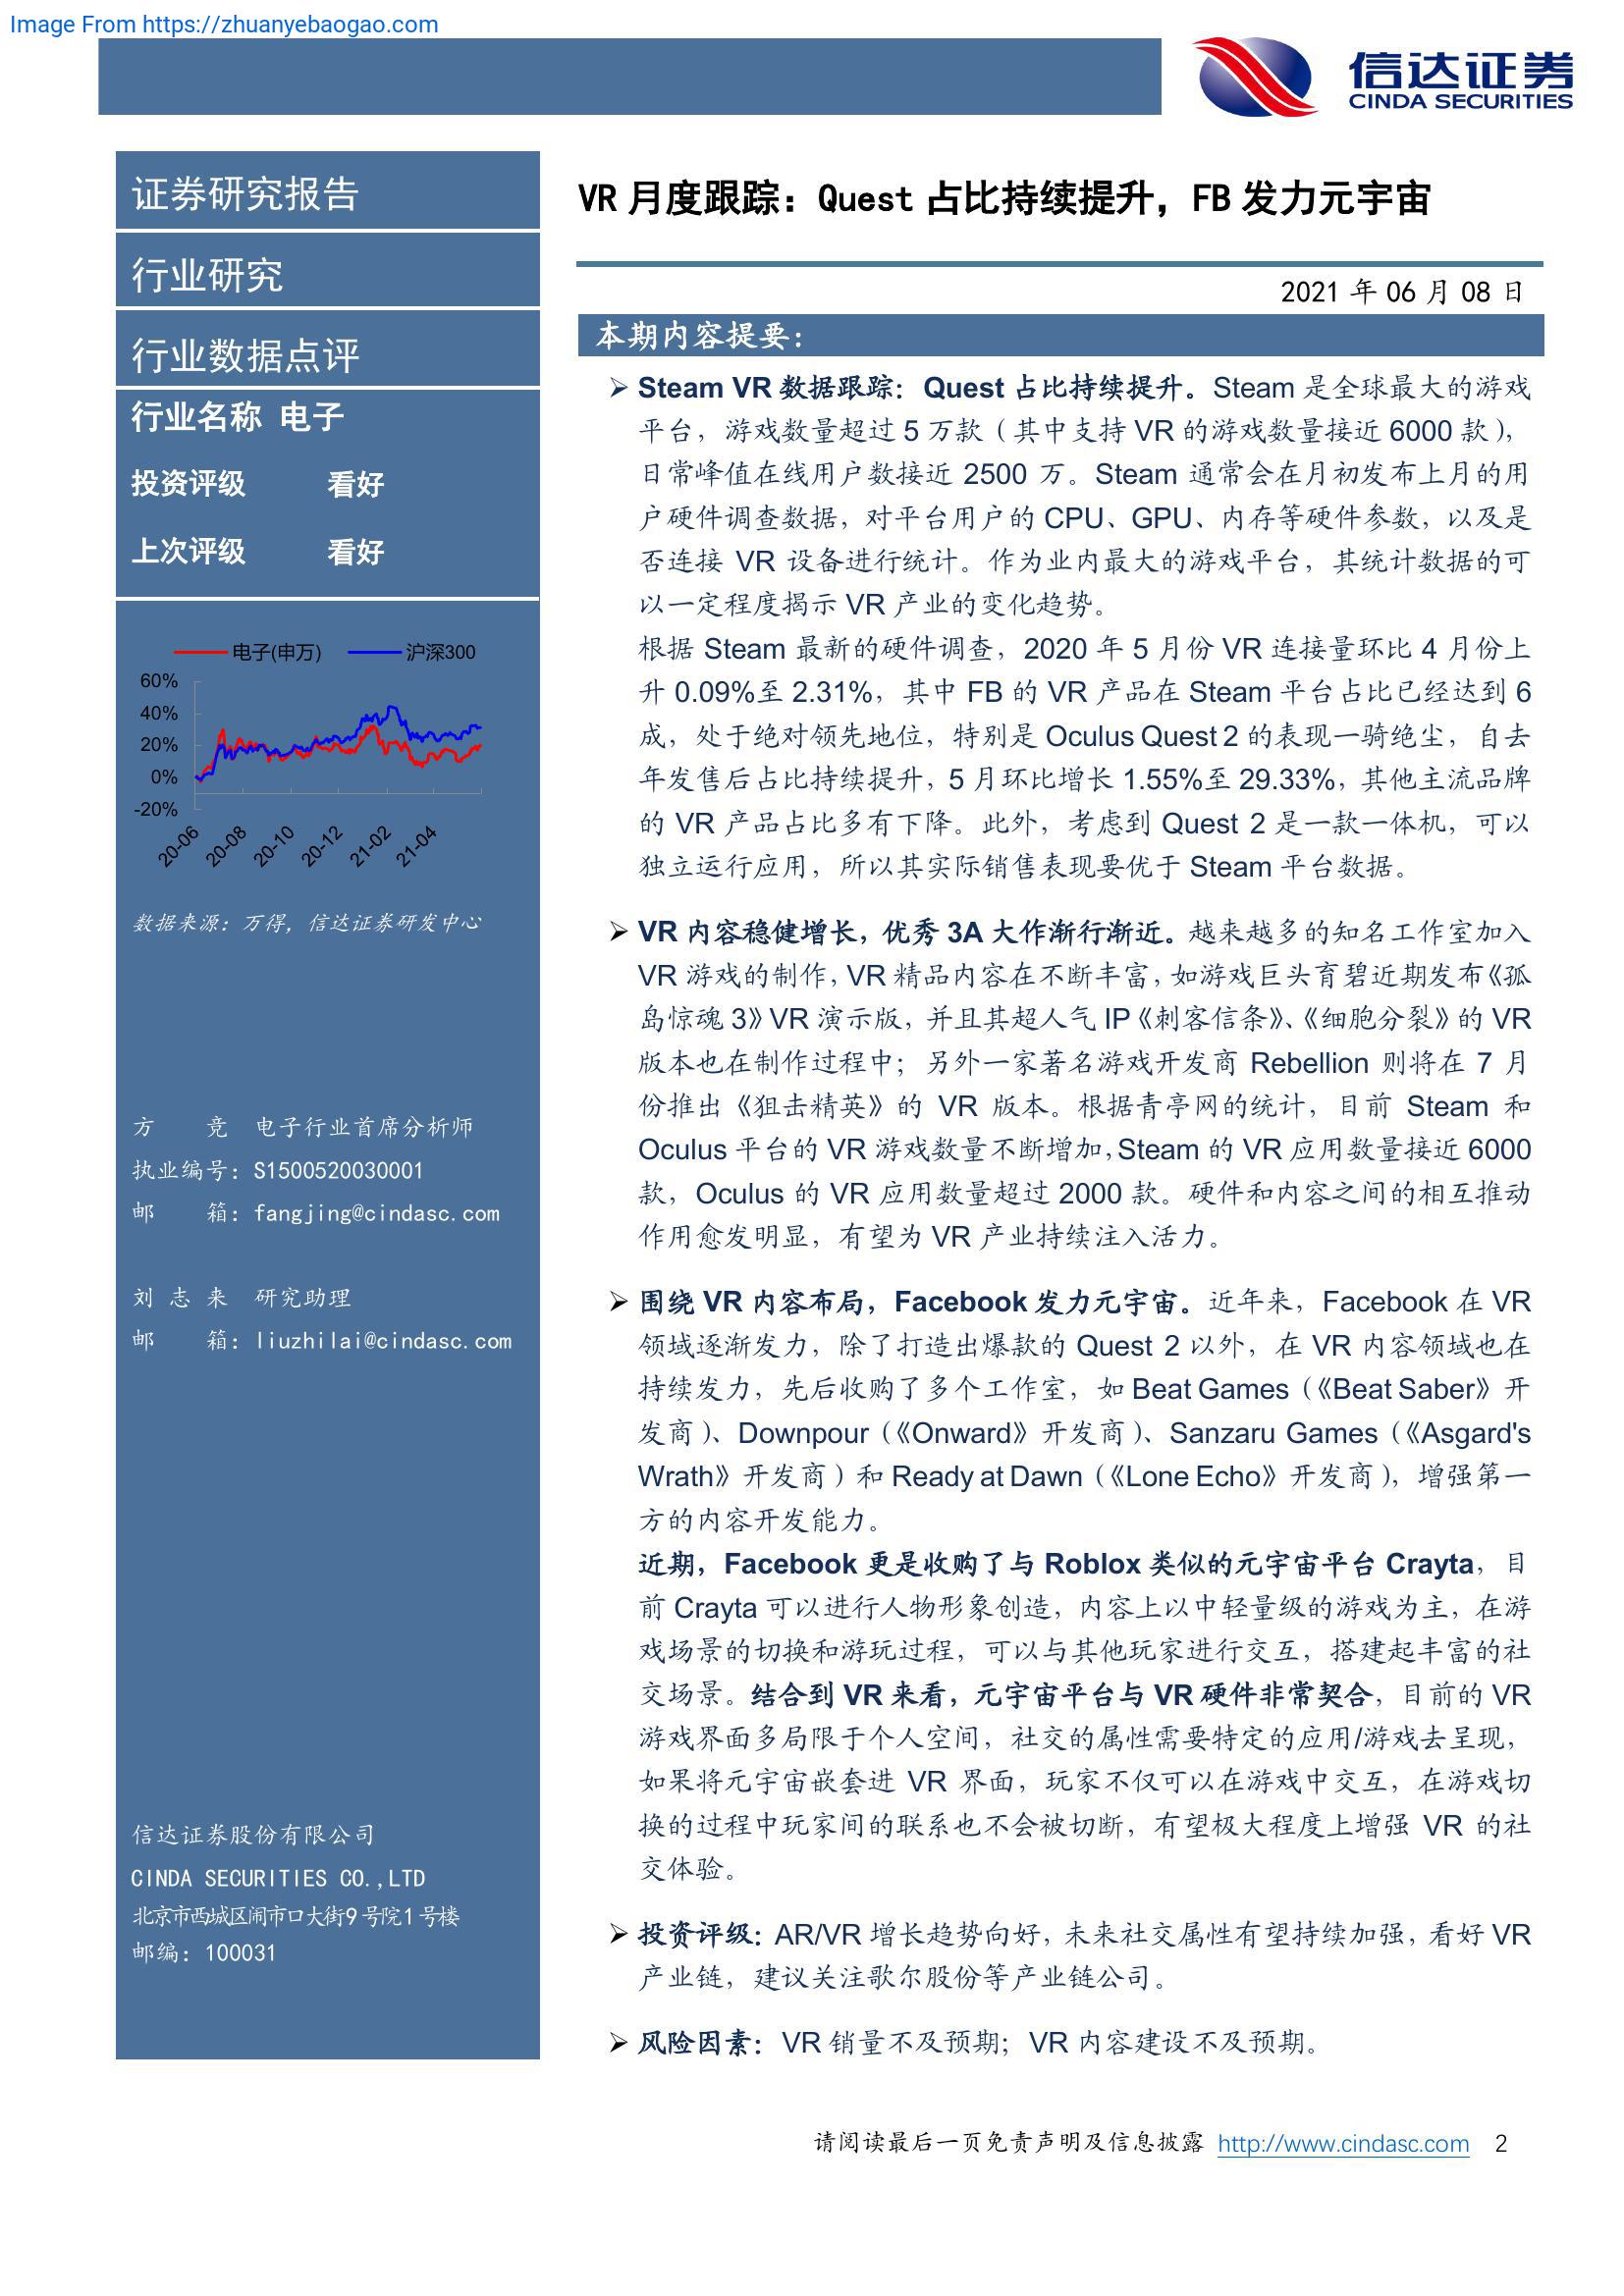 Image From https://zhuanyebaogao.com
信达证券
CINDA SECURITIES
证券研究报告
行业研究
行业数据点评
行业名称 电子
投资评级 看好
上次评级 看好
电子(申万) 沪深300
60%
40%
20%
0%
-20%
20-06 20-08 20-10 20-12 21-02 21-04
数据来源：万得，信达证券研发中心
方 竞 电子行业首席分析师
执业编号：S1500520030001
邮 箱：fangjing@cindasc.com
刘 志 来 研究助理
邮 箱：liuzhilai@cindasc.com
信达证券股份有限公司
CINDA SECURITIES CO.,LTD
北京市西城区闹市口大街9号院1号楼
邮编：100031
VR 月度跟踪：Quest 占比持续提升，FB 发力元宇宙
2021 年 06 月 08 日
本期内容提要：
➢ Steam VR 数据跟踪：Quest 占比持续提升。Steam 是全球最大的游戏
平台，游戏数量超过 5 万款（其中支持 VR 的游戏数量接近 6000 款），
日常峰值在线用户数接近 2500 万。Steam 通常会在月初发布上月的用
户硬件调查数据，对平台用户的 CPU、GPU、内存等硬件参数，以及是
否连接 VR 设备进行统计。作为业内最大的游戏平台，其统计数据的可
以一定程度揭示 VR 产业的变化趋势。
根据 Steam 最新的硬件调查，2020 年 5 月份 VR 连接量环比 4 月份上
升 0.09%至 2.31%，其中 FB 的 VR 产品在 Steam 平台占比已经达到 6
成，处于绝对领先地位，特别是 Oculus Quest 2 的表现一骑绝尘，自去
年发售后占比持续提升，5 月环比增长 1.55%至 29.33%，其他主流品牌
的 VR 产品占比多有下降。此外，考虑到 Quest 2 是一款一体机，可以
独立运行应用，所以其实际销售表现要优于 Steam 平台数据。
➢ VR 内容稳健增长，优秀 3A 大作渐行渐近。越来越多的知名工作室加入
VR 游戏的制作，VR 精品内容在不断丰富，如游戏巨头育碧近期发布《孤
岛惊魂 3》VR 演示版，并且其超人气 IP《刺客信条》、《细胞分裂》的 VR
版本也在制作过程中；另外一家著名游戏开发商 Rebellion 则将在 7 月
份推出《狙击精英》的 VR 版本。根据青亭网的统计，目前 Steam 和
Oculus 平台的 VR 游戏数量不断增加，Steam 的 VR 应用数量接近 6000
款，Oculus 的 VR 应用数量超过 2000 款。硬件和内容之间的相互推动
作用愈发明显，有望为 VR 产业持续注入活力。
➢ 围绕 VR 内容布局，Facebook 发力元宇宙。近年来，Facebook 在 VR
领域逐渐发力，除了打造出爆款的 Quest 2 以外，在 VR 内容领域也在
持续发力，先后收购了多个工作室，如 Beat Games（《Beat Saber》开
发商）、Downpour（《Onward》开发商）、Sanzaru Games（《Asgard's
Wrath》开发商）和 Ready at Dawn（《Lone Echo》开发商），增强第一
方的内容开发能力。
近期，Facebook 更是收购了与 Roblox 类似的元宇宙平台 Crayta，目
前 Crayta 可以进行人物形象创造，内容上以中轻量级的游戏为主，在游
戏场景的切换和游玩过程，可以与其他玩家进行交互，搭建起丰富的社
交场景。结合到 VR 来看，元宇宙平台与 VR 硬件非常契合，目前的 VR
游戏界面多局限于个人空间，社交的属性需要特定的应用/游戏去呈现，
如果将元宇宙嵌套进 VR 界面，玩家不仅可以在游戏中交互，在游戏切
换的过程中玩家间的联系也不会被切断，有望极大程度上增强 VR 的社
交体验。
➢ 投资评级：AR/VR 增长趋势向好，未来社交属性有望持续加强，看好 VR
产业链，建议关注歌尔股份等产业链公司。
➢ 风险因素：VR 销量不及预期；VR 内容建设不及预期。
请阅读最后一页免责声明及信息披露 http://www.cindasc.com 2